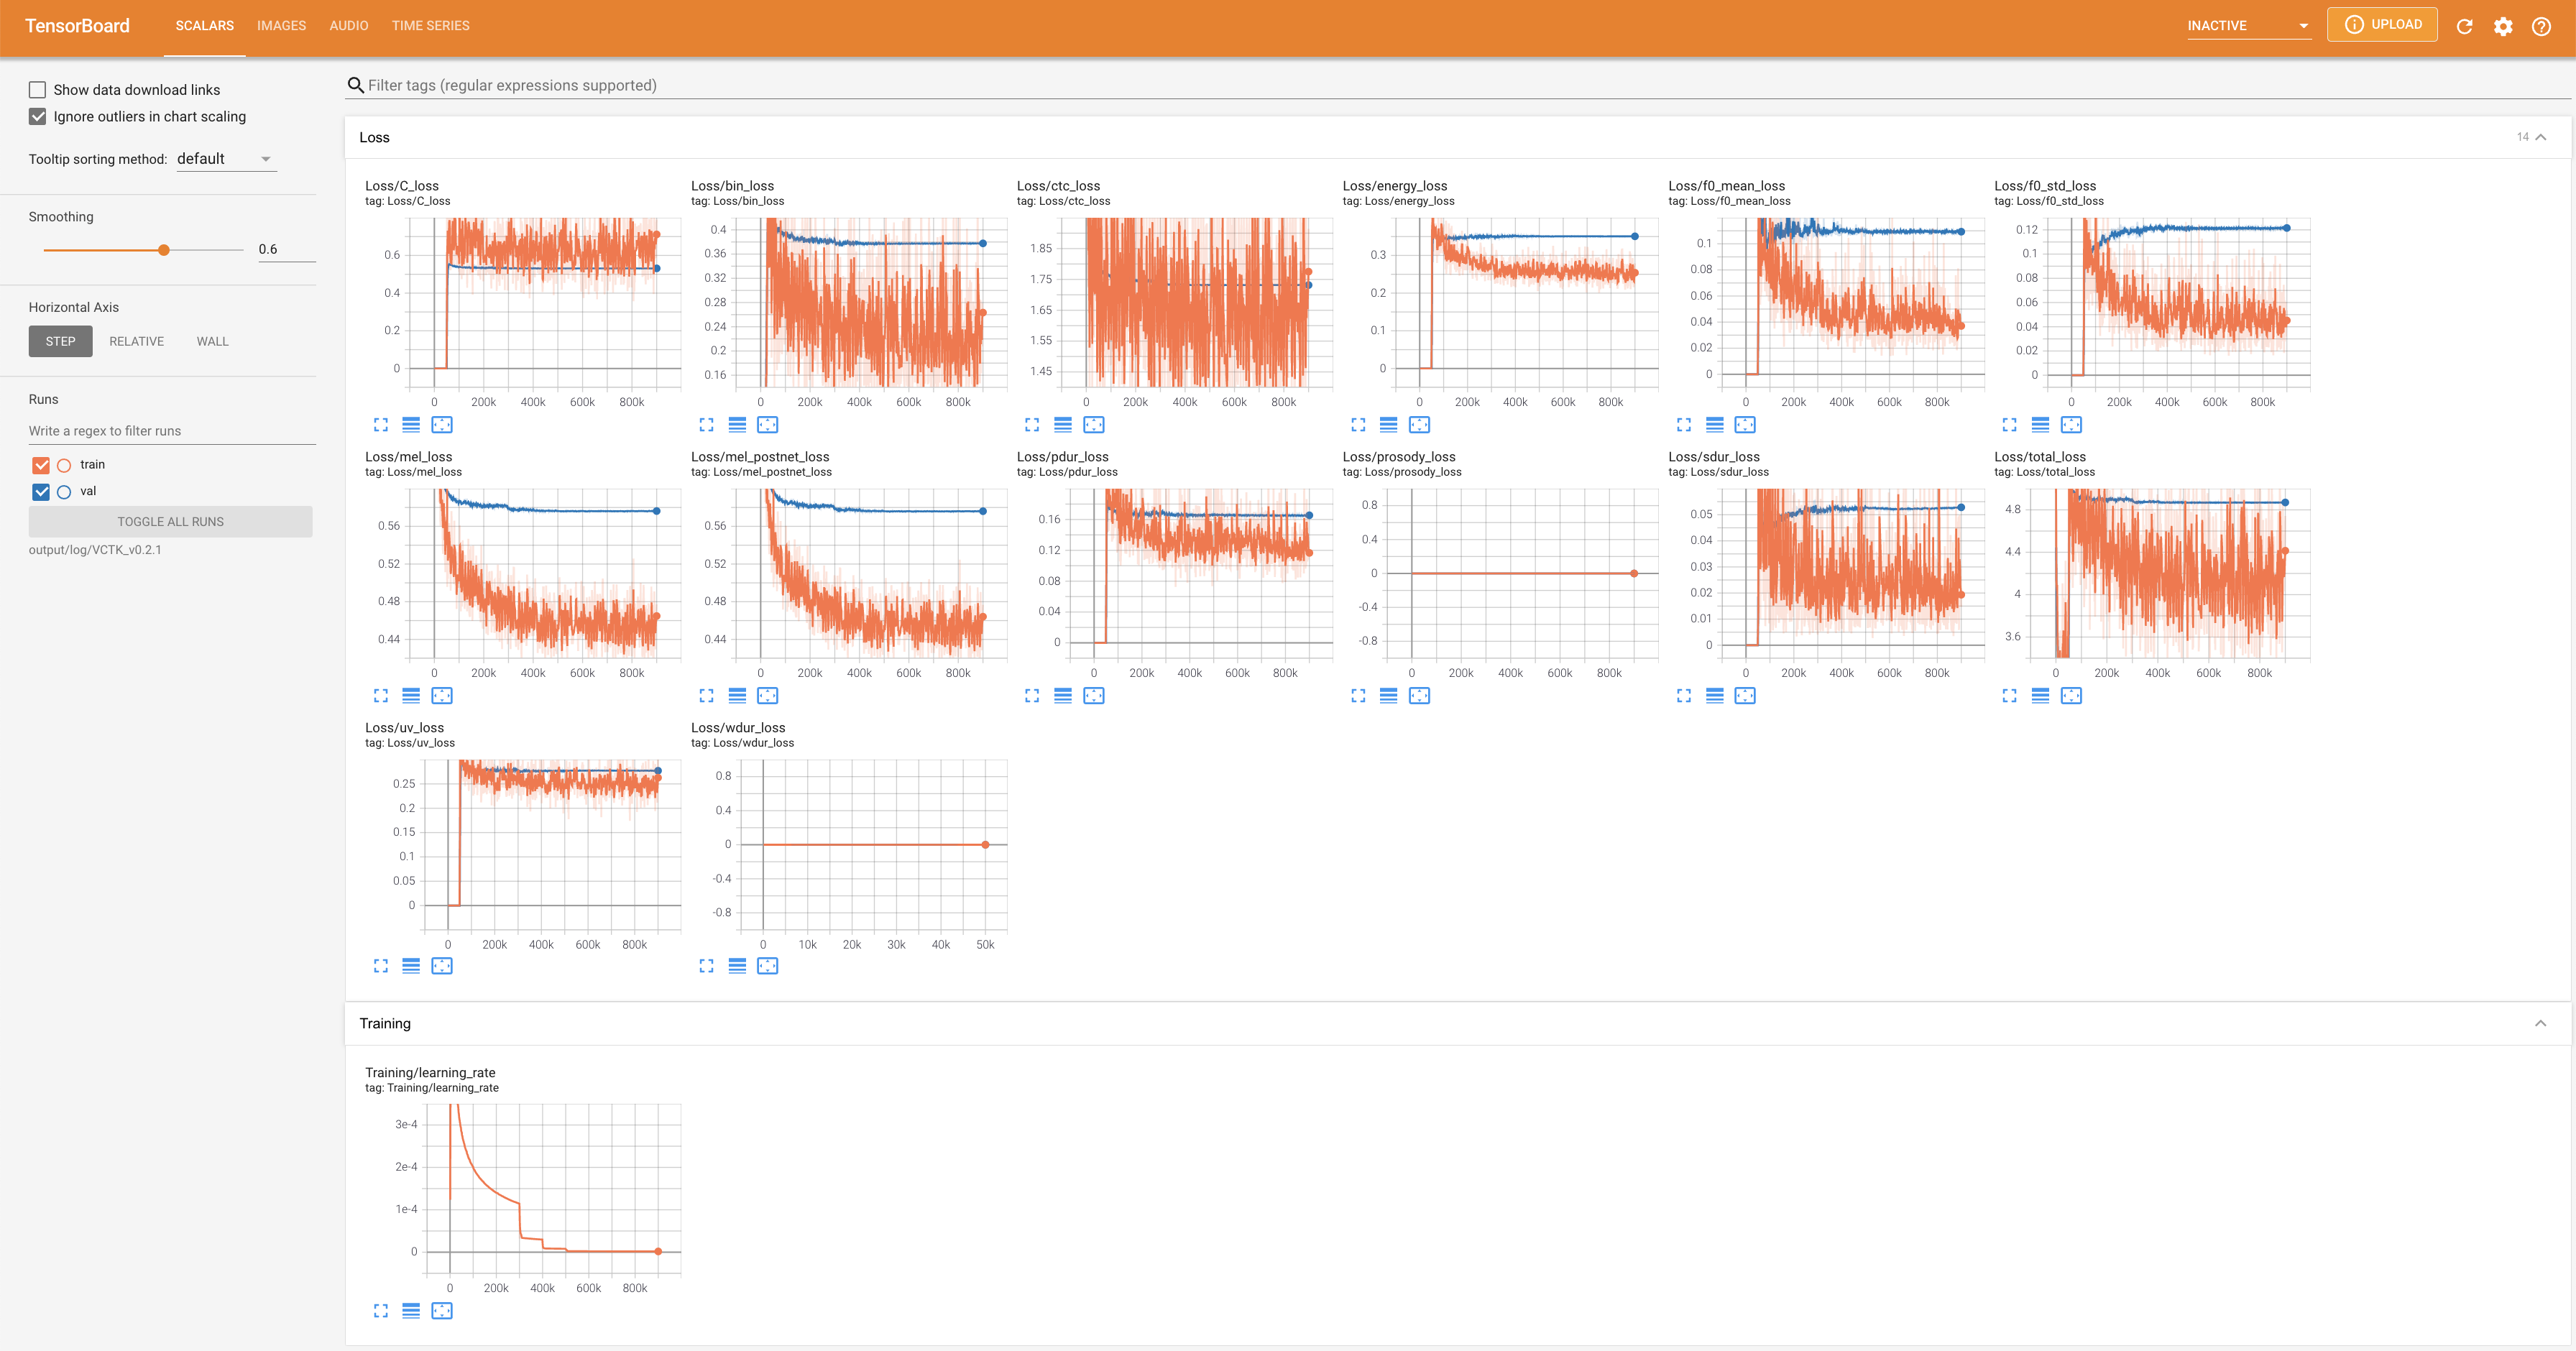 TensorBoard SCALARS IMAGES AUDIO TIME SERIES INACTIVE UPLOAD
Show data download links
Ignore outliers in chart scaling
Tooltip sorting method: default
Smoothing
0.6
Horizontal Axis
STEP RELATIVE WALL
Runs
Write a regex to filter runs
train
val
TOGGLE ALL RUNS
output/log/VCTK_v0.2.1
Filter tags (regular expressions supported)
Loss 14
Loss/C_loss
tag: Loss/C_loss
0.6
0.4
0.2
0
0 200k 400k 600k 800k
Loss/bin_loss
tag: Loss/bin_loss
0.4
0.36
0.32
0.28
0.24
0.2
0.16
0 200k 400k 600k 800k
Loss/ctc_loss
tag: Loss/ctc_loss
1.85
1.75
1.65
1.55
1.45
0 200k 400k 600k 800k
Loss/energy_loss
tag: Loss/energy_loss
0.3
0.2
0.1
0
0 200k 400k 600k 800k
Loss/f0_mean_loss
tag: Loss/f0_mean_loss
0.1
0.08
0.06
0.04
0.02
0
0 200k 400k 600k 800k
Loss/f0_std_loss
tag: Loss/f0_std_loss
0.12
0.1
0.08
0.06
0.04
0.02
0
0 200k 400k 600k 800k
Loss/mel_loss
tag: Loss/mel_loss
0.56
0.52
0.48
0.44
0 200k 400k 600k 800k
Loss/mel_postnet_loss
tag: Loss/mel_postnet_loss
0.56
0.52
0.48
0.44
0 200k 400k 600k 800k
Loss/pdur_loss
tag: Loss/pdur_loss
0.16
0.12
0.08
0.04
0
0 200k 400k 600k 800k
Loss/prosody_loss
tag: Loss/prosody_loss
0.8
0.4
0
-0.4
-0.8
0 200k 400k 600k 800k
Loss/sdur_loss
tag: Loss/sdur_loss
0.05
0.04
0.03
0.02
0.01
0
0 200k 400k 600k 800k
Loss/total_loss
tag: Loss/total_loss
4.8
4.4
4
3.6
0 200k 400k 600k 800k
Loss/uv_loss
tag: Loss/uv_loss
0.25
0.2
0.15
0.1
0.05
0
0 200k 400k 600k 800k
Loss/wdur_loss
tag: Loss/wdur_loss
0.8
0.4
0
-0.4
-0.8
0 10k 20k 30k 40k 50k
Training
Training/learning_rate
tag: Training/learning_rate
3e-4
2e-4
1e-4
0
0 200k 400k 600k 800k